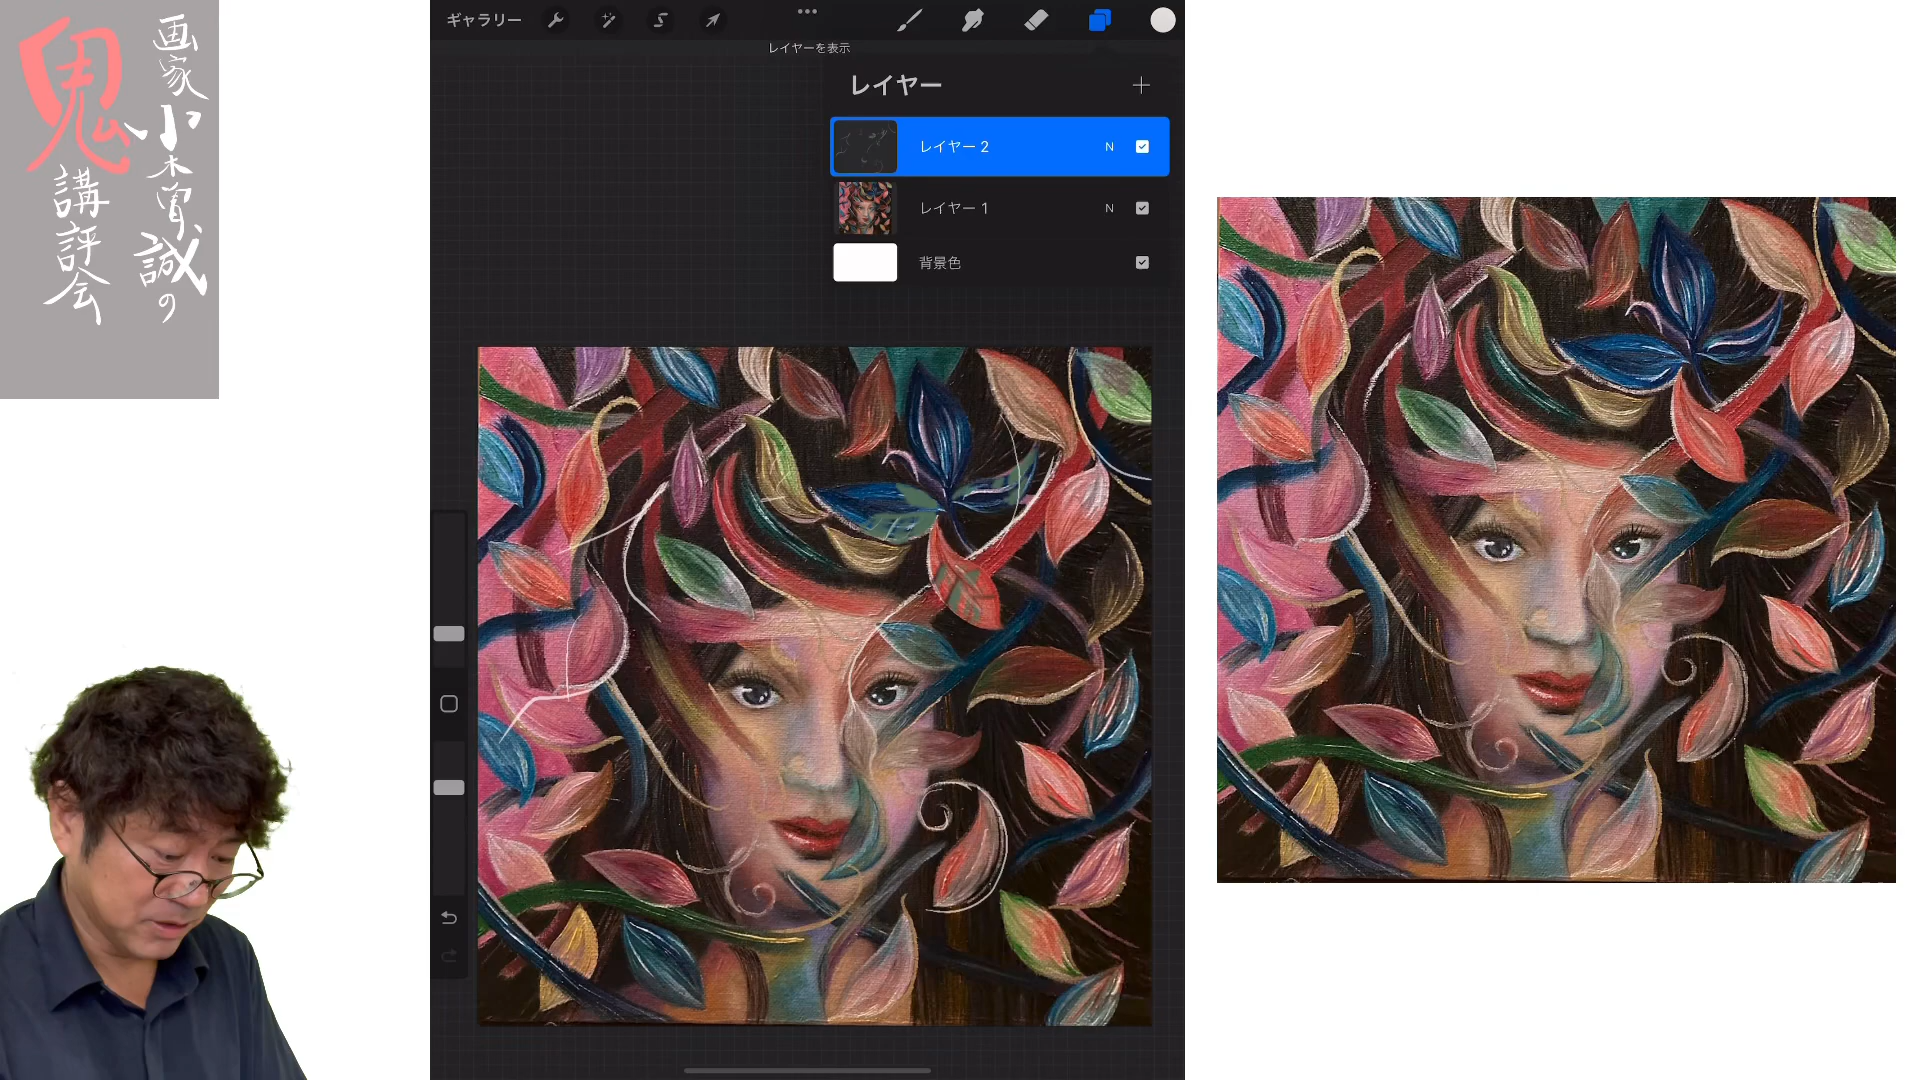 画家小木曽誠の
鬼
講評会
ギャラリー
レイヤーを表示
レイヤー
レイヤー 2
N
レイヤー 1
N
背景色